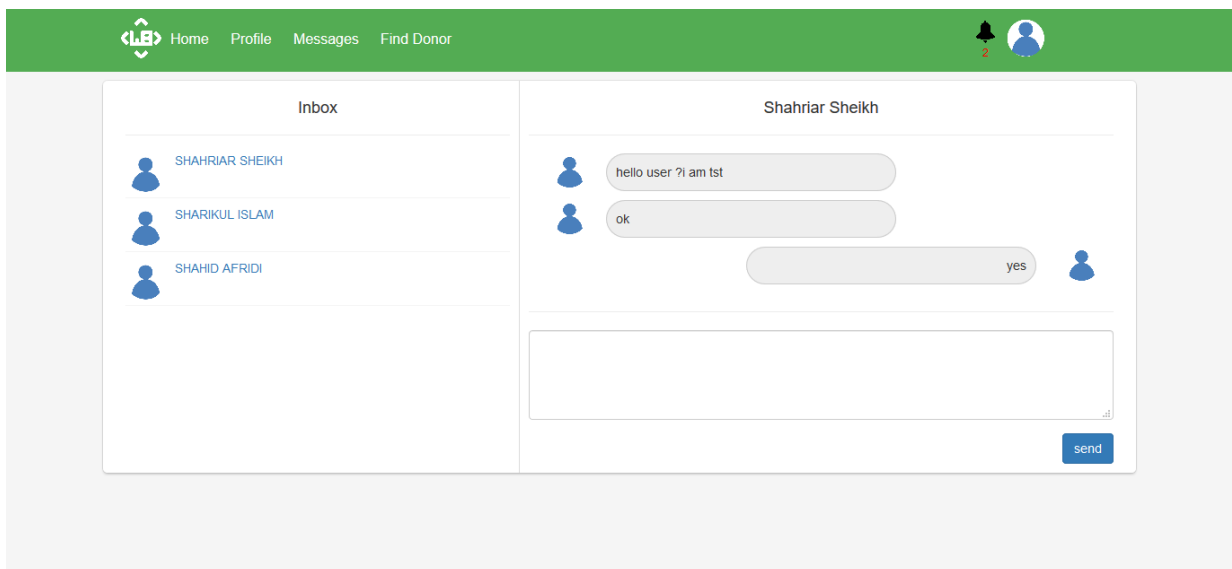 Home Profile Messages Find Donor
2
Inbox
SHAHRIAR SHEIKH
SHARIKUL ISLAM
SHAHID AFRIDI
Shahriar Sheikh
hello user ?i am tst
ok
yes
send